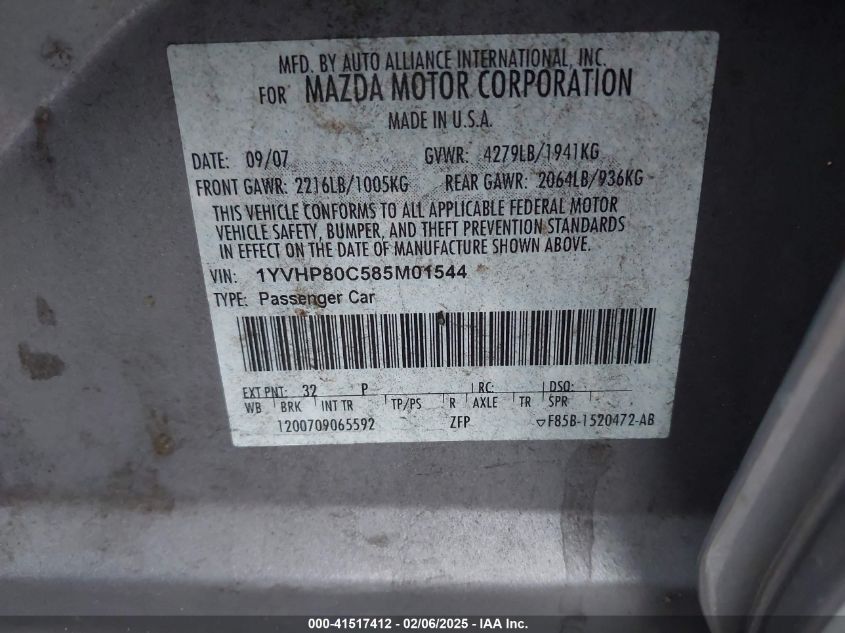 MFD. BY AUTO ALLIANCE INTERNATIONAL, INC.
FOR MAZDA MOTOR CORPORATION
MADE IN U.S.A.
DATE: 09/07 GVWR: 4279LB/1941KG
FRONT GAWR: 2216LB/1005KG REAR GAWR: 2064LB/936KG
THIS VEHICLE CONFORMS TO ALL APPLICABLE FEDERAL MOTOR
VEHICLE SAFETY, BUMPER, AND THEFT PREVENTION STANDARDS
IN EFFECT ON THE DATE OF MANUFACTURE SHOWN ABOVE.
VIN: 1YVHP80C585M01544
TYPE: Passenger Car
EXT PNT: 32 P RC: DSO:
WB BRK INT TR TP/PS R AXLE TR SPR
1200709065592 ZFP ▽F85B-1520472-AB
000-41517412 - 02/06/2025 - IAA Inc.